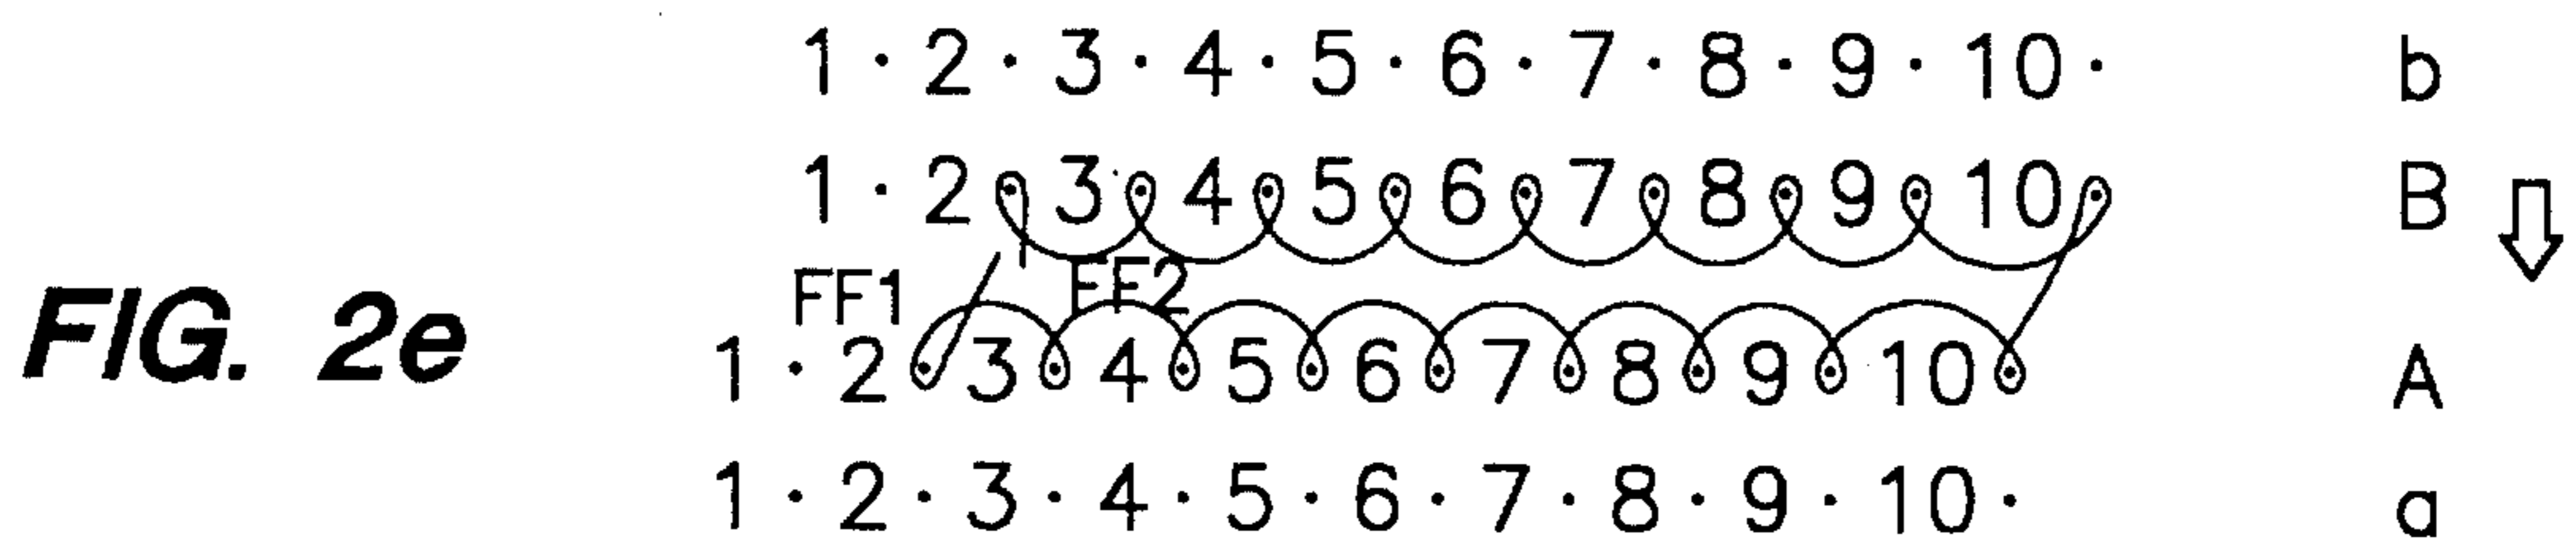 1 · 2 · 3 · 4 · 5 · 6 · 7 · 8 · 9 · 10 · b
1 · 2 · 3 · 4 · 5 · 6 · 7 · 8 · 9 · 10 · B
FF1 FF2
FIG. 2e
1 · 2 · 3 · 4 · 5 · 6 · 7 · 8 · 9 · 10 · A
1 · 2 · 3 · 4 · 5 · 6 · 7 · 8 · 9 · 10 · a